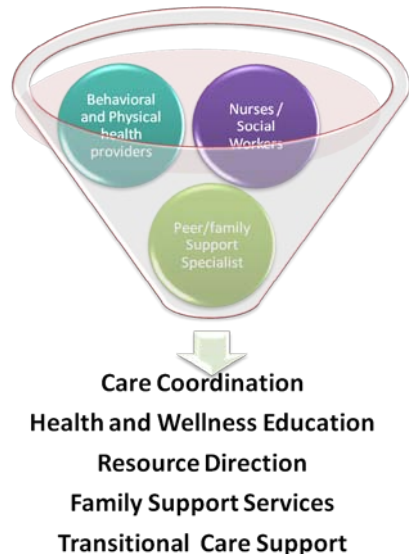 Behavioral
and Physical
health
providers
Nurses /
Social
Workers
Peer/family
Support
Specialist
Care Coordination
Health and Wellness Education
Resource Direction
Family Support Services
Transitional Care Support